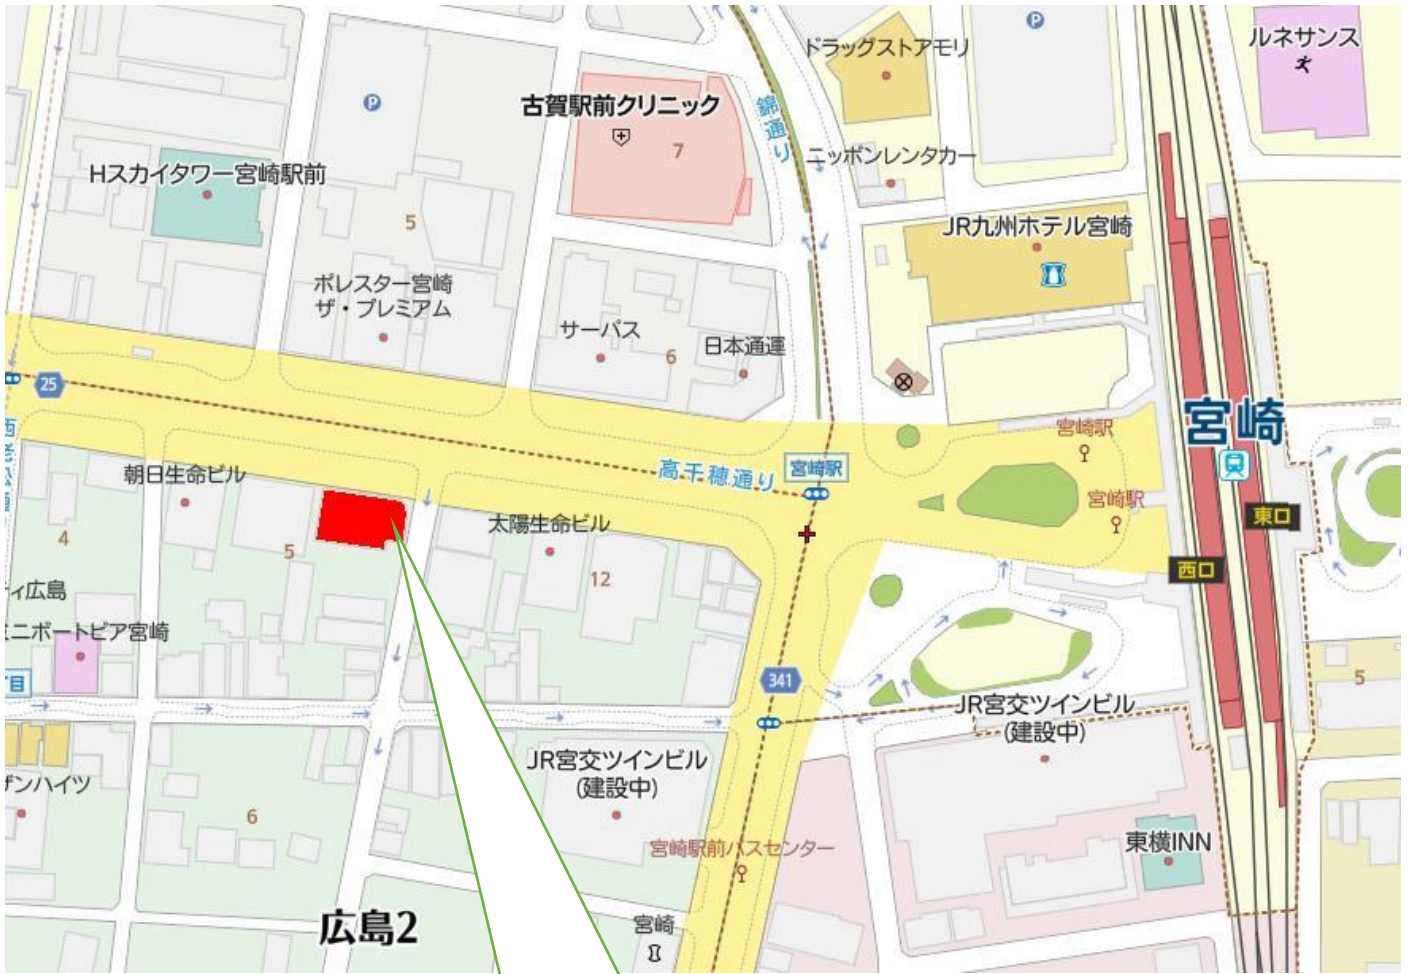 ドラッグストアモリ
P
ルネサンス
古賀駅前クリニック
P
錦通り
7
ニッポンレンタカー
Hスカイタワー宮崎駅前
5
JR九州ホテル宮崎
ポレスター宮崎
ザ・プレミアム
サーパス
6
日本通運
25
宮崎
宮崎駅
高千穂通り
宮崎駅
朝日生命ビル
宮崎駅
東口
太陽生命ビル
4
5
12
西口
ィ広島
ミニボートピア宮崎
目
341
5
JR宮交ツインビル
(建設中)
JR宮交ツインビル
(建設中)
ザンハイツ
6
宮崎駅前バスセンター
東横INN
広島2
宮崎